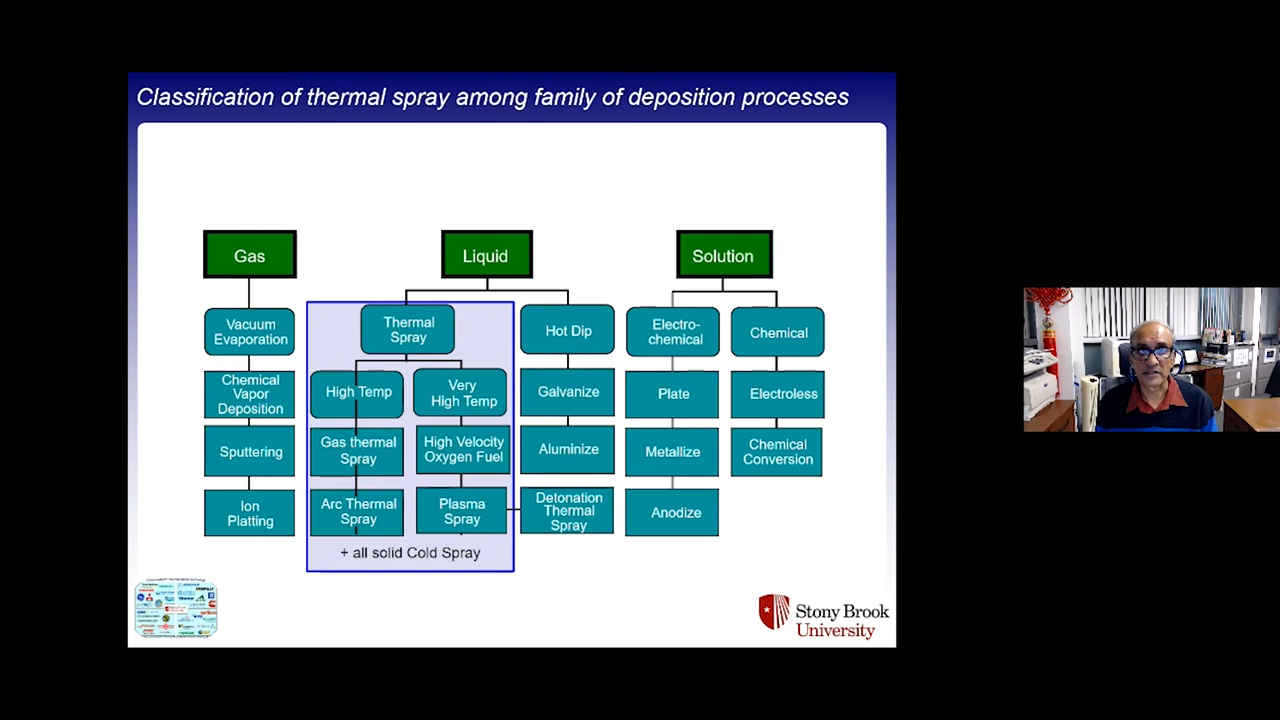 Classification of thermal spray among family of deposition processes
Gas
Liquid
Solution
Vacuum
Evaporation
Thermal
Spray
Hot Dip
Electro-
chemical
Chemical
Chemical
Vapor
Deposition
High Temp
Very
High Temp
Galvanize
Plate
Electroless
Sputtering
Gas thermal
Spray
High Velocity
Oxygen Fuel
Aluminize
Metallize
Chemical
Conversion
Ion
Platting
Arc Thermal
Spray
Plasma
Spray
Detonation
Thermal
Spray
Anodize
+ all solid Cold Spray
Stony Brook
University